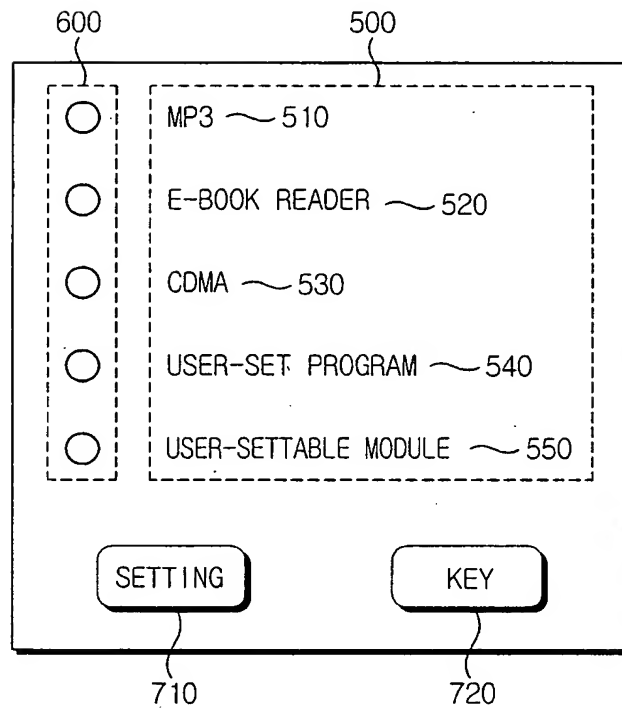 600 500
MP3 510
E-BOOK READER 520
CDMA 530
USER-SET PROGRAM 540
USER-SETTABLE MODULE 550
SETTING KEY
710 720